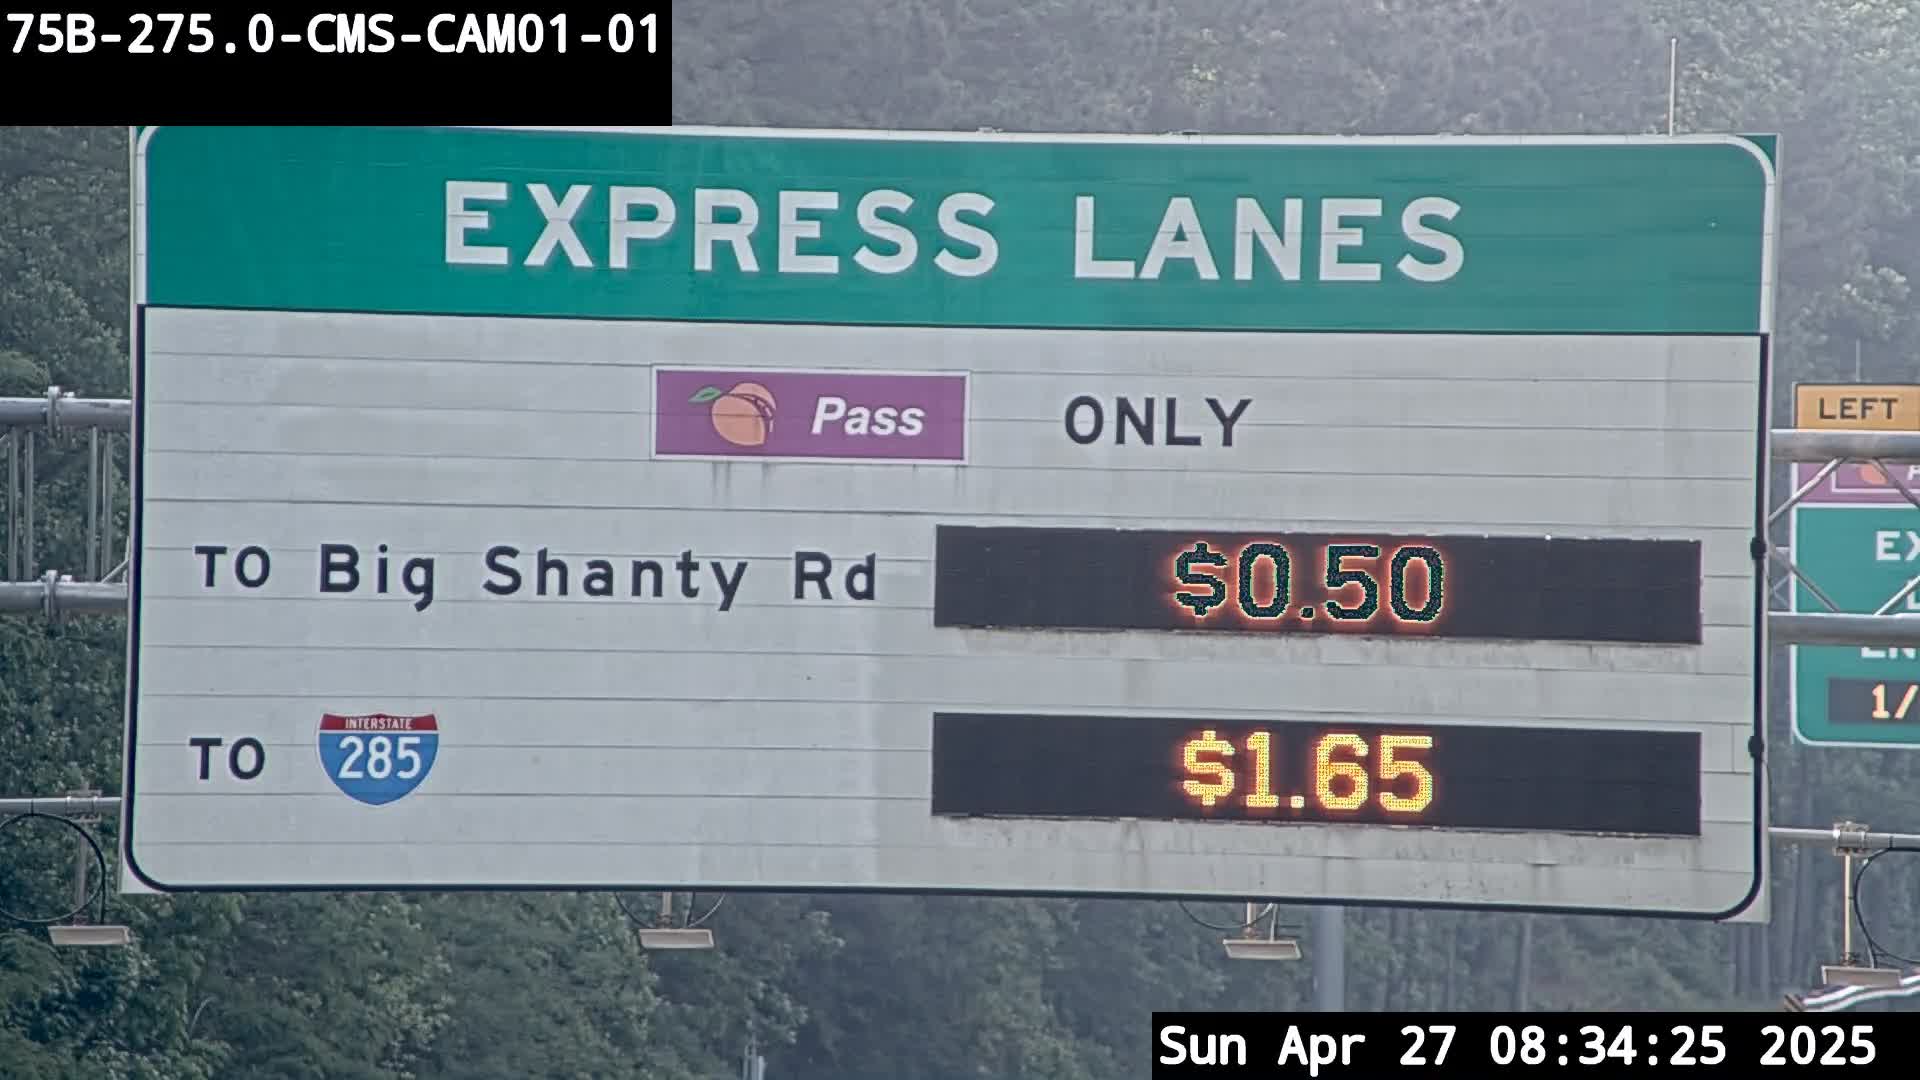 75B-275.0-CMS-CAM01-01
EXPRESS LANES
Pass ONLY
LEFT
TO Big Shanty Rd $0.50
TO INTERSTATE 285 $1.65
1/
Sun Apr 27 08:34:25 2025